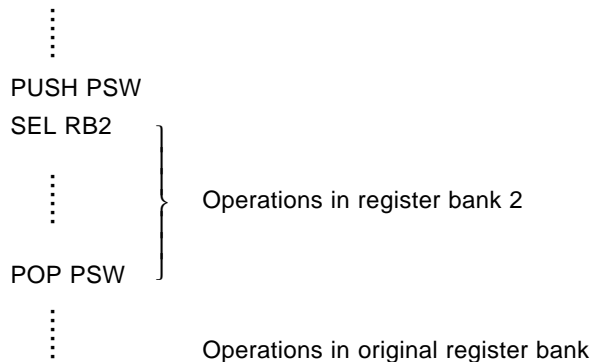 PUSH PSW
SEL RB2
Operations in register bank 2
POP PSW
Operations in original register bank